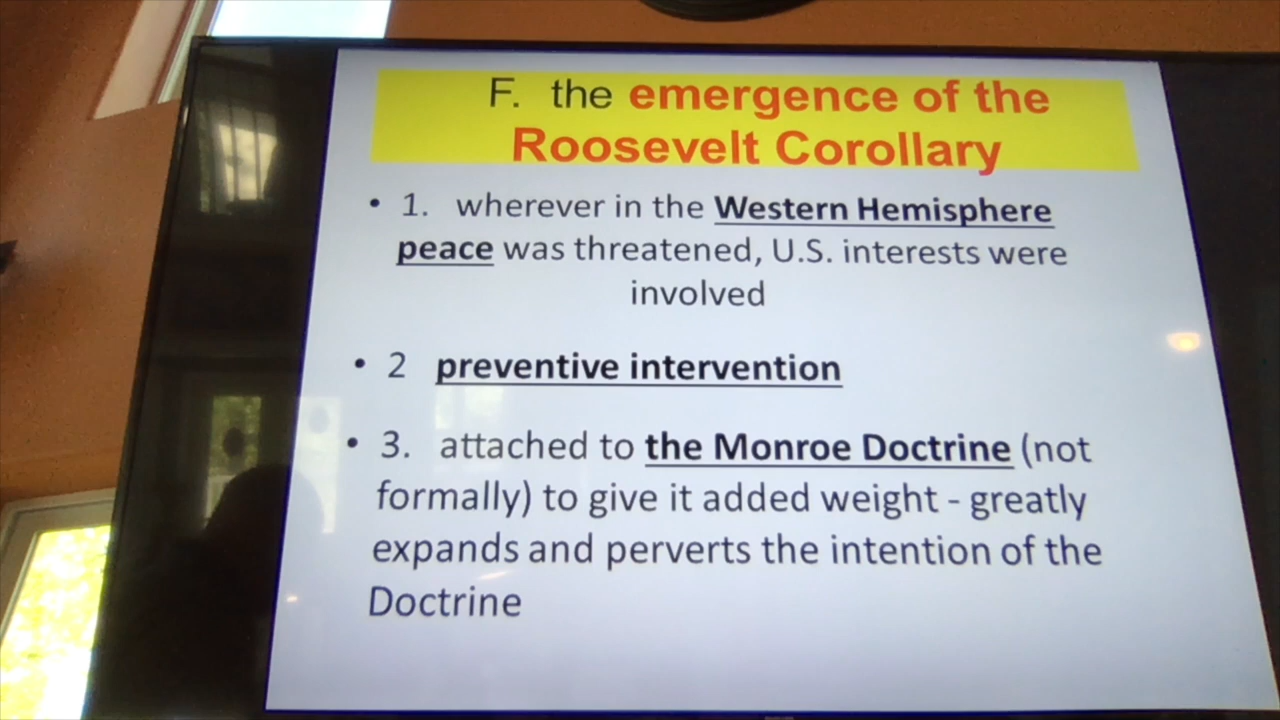 F. the emergence of the
Roosevelt Corollary
• 1. wherever in the Western Hemisphere
peace was threatened, U.S. interests were
involved
• 2 preventive intervention
• 3. attached to the Monroe Doctrine (not
formally) to give it added weight - greatly
expands and perverts the intention of the
Doctrine